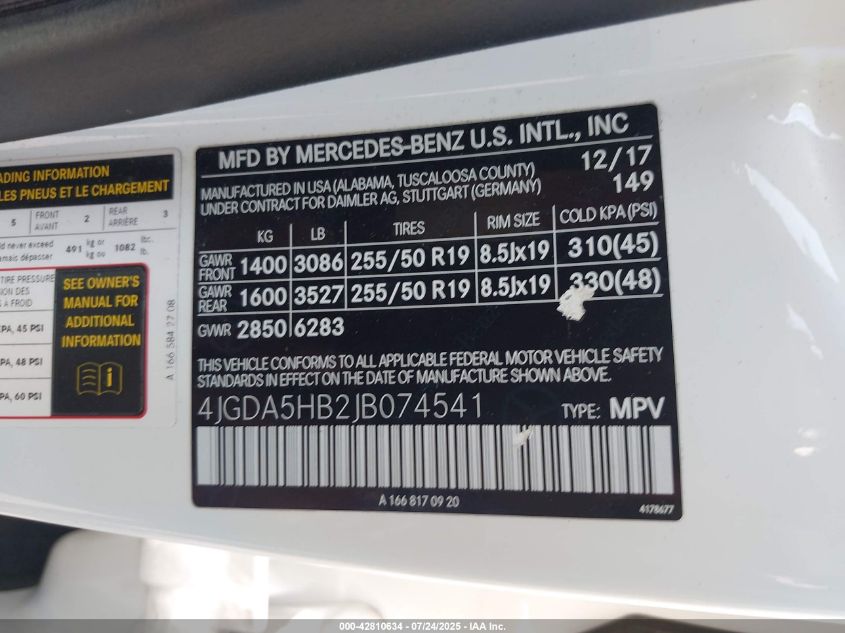 ADING INFORMATION
LES PNEUS ET LE CHARGEMENT
5 FRONT AVANT 2 REAR ARRIÈRE 3
ld never exceed
amais dépasser 491 kg or kg ou 1082 lbs. lb.
TIRE PRESSURE
SION DES
À FROID
PA, 45 PSI
PA, 48 PSI
PA, 60 PSI
SEE OWNER'S
MANUAL FOR
ADDITIONAL
INFORMATION
A 166 584 27 08
MFD BY MERCEDES-BENZ U.S. INTL., INC
MANUFACTURED IN USA (ALABAMA, TUSCALOOSA COUNTY) 12/17
UNDER CONTRACT FOR DAIMLER AG, STUTTGART (GERMANY) 149
KG LB TIRES RIM SIZE COLD KPA (PSI)
GAWR FRONT 1400 3086 255/50 R19 8.5Jx19 310(45)
GAWR REAR 1600 3527 255/50 R19 8.5Jx19 330(48)
GVWR 2850 6283
THIS VEHICLE CONFORMS TO ALL APPLICABLE FEDERAL MOTOR VEHICLE SAFETY
STANDARDS IN EFFECT ON THE DATE OF MANUFACTURE SHOWN ABOVE.
4JGDA5HB2JB074541 TYPE: MPV
A 166 817 09 20
4178677
000-42810634 / 07/24/2025 - IAA Inc.